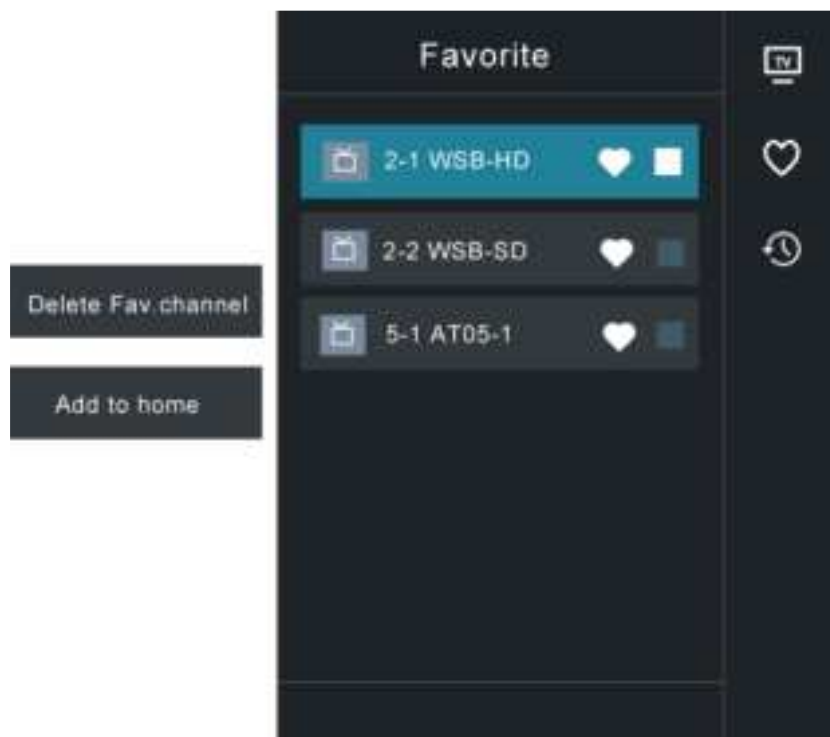 Favorite
TV
2-1 WSB-HD
2-2 WSB-SD
5-1 AT05-1
Delete Fav channel
Add to home